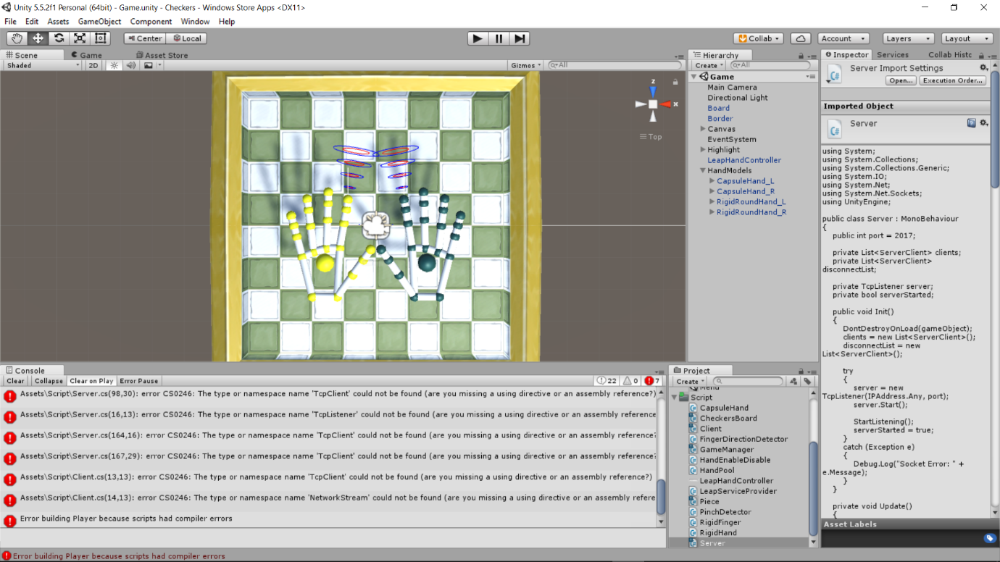 Unity 5.5.2f1 Personal (64bit) - Game.unity - Checkers - Windows Store Apps <DX11>
File Edit Assets GameObject Component Window Help
Center Local Collab Account Layers Layout
Scene Game Asset Store
Shaded 2D Gizmos All
z
x
Top
Hierarchy
Create All
Game
Main Camera
Directional Light
Board
Border
Canvas
EventSystem
Highlight
LeapHandController
HandModels
CapsuleHand_L
CapsuleHand_R
RigidRoundHand_L
RigidRoundHand_R
Inspector Services Collab Histo
Server Import Settings
Open... Execution Order...
Imported Object
Server
using System;
using System.Collections;
using System.Collections.Generic;
using System.IO;
using System.Net;
using System.Net.Sockets;
using UnityEngine;
public class Server : MonoBehaviour
{
public int port = 2017;
private List<ServerClient> clients;
private List<ServerClient>
disconnectList;
private TcpListener server;
private bool serverStarted;
public void Init()
{
DontDestroyOnLoad(gameObject);
clients = new List<ServerClient>();
disconnectList = new
List<ServerClient>();
try
{
server = new
TcpListener(IPAddress.Any, port);
server.Start();
StartListening();
serverStarted = true;
}
catch (Exception e)
{
Debug.Log("Socket Error: " +
e.Message);
}
}
private void Update()
{
Asset Labels
Console
Clear Collapse Clear on Play Error Pause 22 0 7
Assets\Script\Server.cs(98,30): error CS0246: The type or namespace name 'TcpClient' could not be found (are you missing a using directive or an assembly reference?)
Assets\Script\Server.cs(16,13): error CS0246: The type or namespace name 'TcpListener' could not be found (are you missing a using directive or an assembly reference
Assets\Script\Server.cs(164,16): error CS0246: The type or namespace name 'TcpClient' could not be found (are you missing a using directive or an assembly reference?
Assets\Script\Server.cs(167,29): error CS0246: The type or namespace name 'TcpClient' could not be found (are you missing a using directive or an assembly reference?
Assets\Script\Client.cs(13,13): error CS0246: The type or namespace name 'TcpClient' could not be found (are you missing a using directive or an assembly reference?)
Assets\Script\Client.cs(14,13): error CS0246: The type or namespace name 'NetworkStream' could not be found (are you missing a using directive or an assembly refere
Error building Player because scripts had compiler errors
Project
Create
Menu
Script
CapsuleHand
CheckersBoard
Client
FingerDirectionDetector
GameManager
HandEnableDisable
HandPool
LeapHandController
LeapServiceProvider
Piece
PinchDetector
RigidFinger
RigidHand
Server
Error building Player because scripts had compiler errors